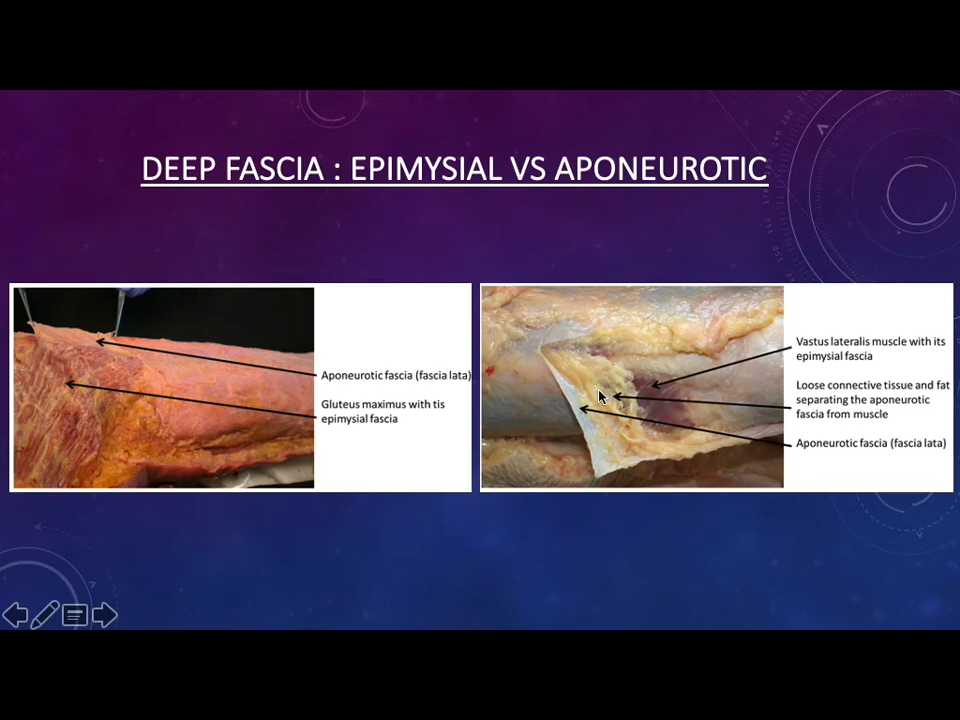 DEEP FASCIA : EPIMYSIAL VS APONEUROTIC
Aponeurotic fascia (fascia lata)
Gluteus maximus with tis
epimysial fascia
Vastus lateralis muscle with its
epimysial fascia
Loose connective tissue and fat
separating the aponeurotic
fascia from muscle
Aponeurotic fascia (fascia lata)